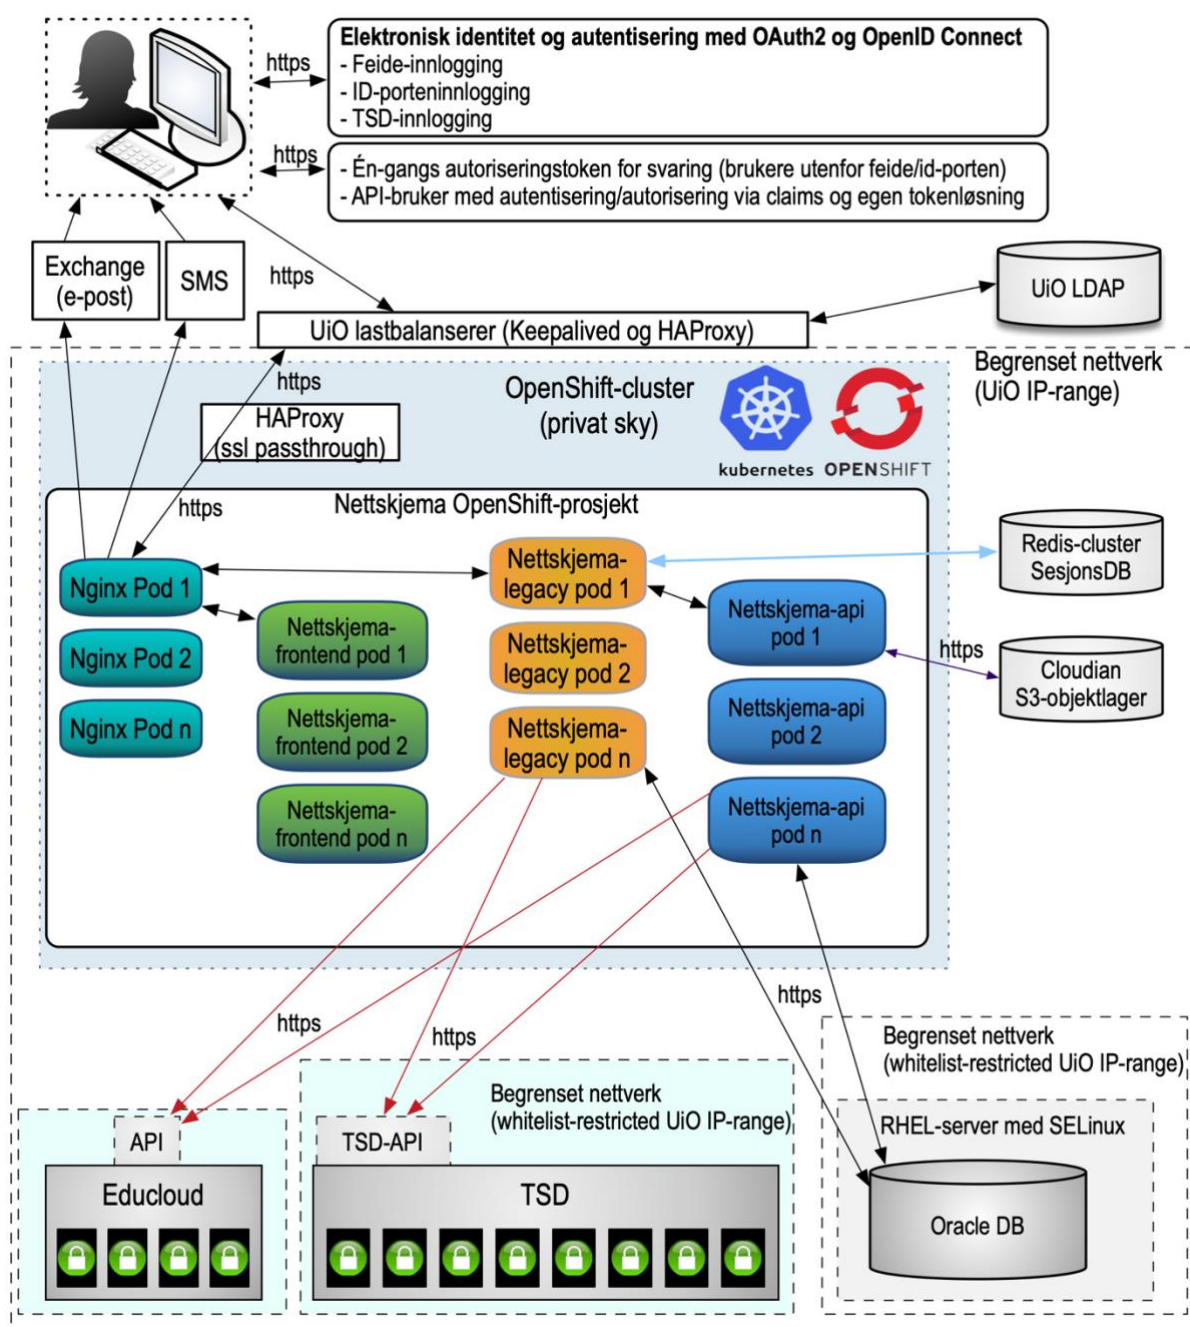 Elektronisk identitet og autentisering med OAuth2 og OpenID Connect
- Feide-innlogging
- ID-porteninnlogging
- TSD-innlogging
https
https
- Én-gangs autoriseringstoken for svaring (brukere utenfor feide/id-porten)
- API-bruker med autentisering/autorisering via claims og egen tokenløsning
Exchange
(e-post)
SMS
https
UiO LDAP
UiO lastbalanserer (Keepalived og HAProxy)
Begrenset nettverk
(UiO IP-range)
https
OpenShift-cluster
(privat sky)
kubernetes
OPENSHIFT
HAProxy
(ssl passthrough)
https
Nettskjema OpenShift-prosjekt
Nginx Pod 1
Nginx Pod 2
Nginx Pod n
Nettskjema-
frontend pod 1
Nettskjema-
frontend pod 2
Nettskjema-
frontend pod n
Nettskjema-
legacy pod 1
Nettskjema-
legacy pod 2
Nettskjema-
legacy pod n
Nettskjema-api
pod 1
Nettskjema-api
pod 2
Nettskjema-api
pod n
Redis-cluster
SesjonsDB
https
Cloudian
S3-objektlager
https
https
https
Begrenset nettverk
(whitelist-restricted UiO IP-range)
Begrenset nettverk
(whitelist-restricted UiO IP-range)
API
Educloud
TSD-API
TSD
RHEL-server med SELinux
Oracle DB